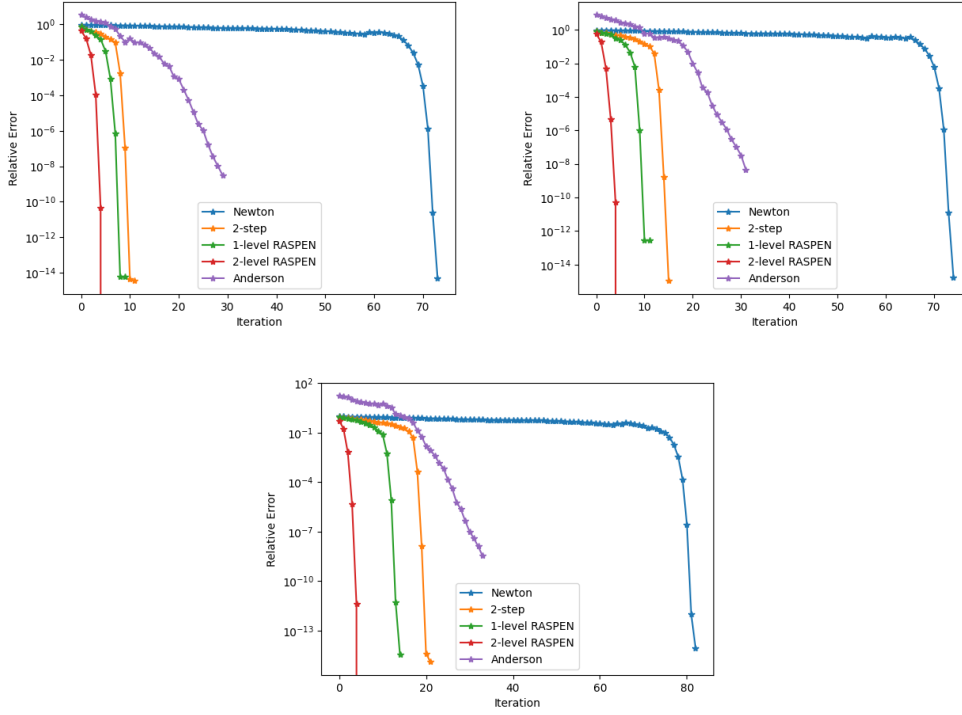 10^0
10^-2
10^-4
10^-6
10^-8
10^-10
10^-12
10^-14
Relative Error
Newton
2-step
1-level RASPEN
2-level RASPEN
Anderson
0 10 20 30 40 50 60 70
Iteration
10^0
10^-2
10^-4
10^-6
10^-8
10^-10
10^-12
10^-14
Relative Error
Newton
2-step
1-level RASPEN
2-level RASPEN
Anderson
0 10 20 30 40 50 60 70
Iteration
10^2
10^-1
10^-4
10^-7
10^-10
10^-13
Relative Error
Newton
2-step
1-level RASPEN
2-level RASPEN
Anderson
0 20 40 60 80
Iteration